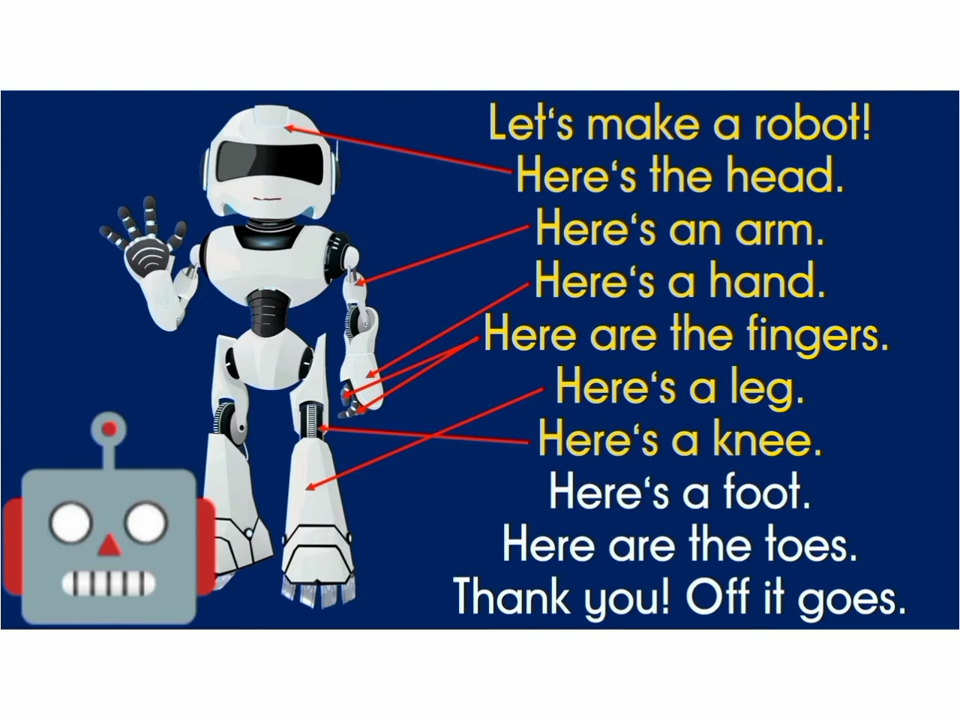 Let‘s make a robot!
Here‘s the head.
Here‘s an arm.
Here‘s a hand.
Here are the fingers.
Here‘s a leg.
Here‘s a knee.
Here‘s a foot.
Here are the toes.
Thank you! Off it goes.